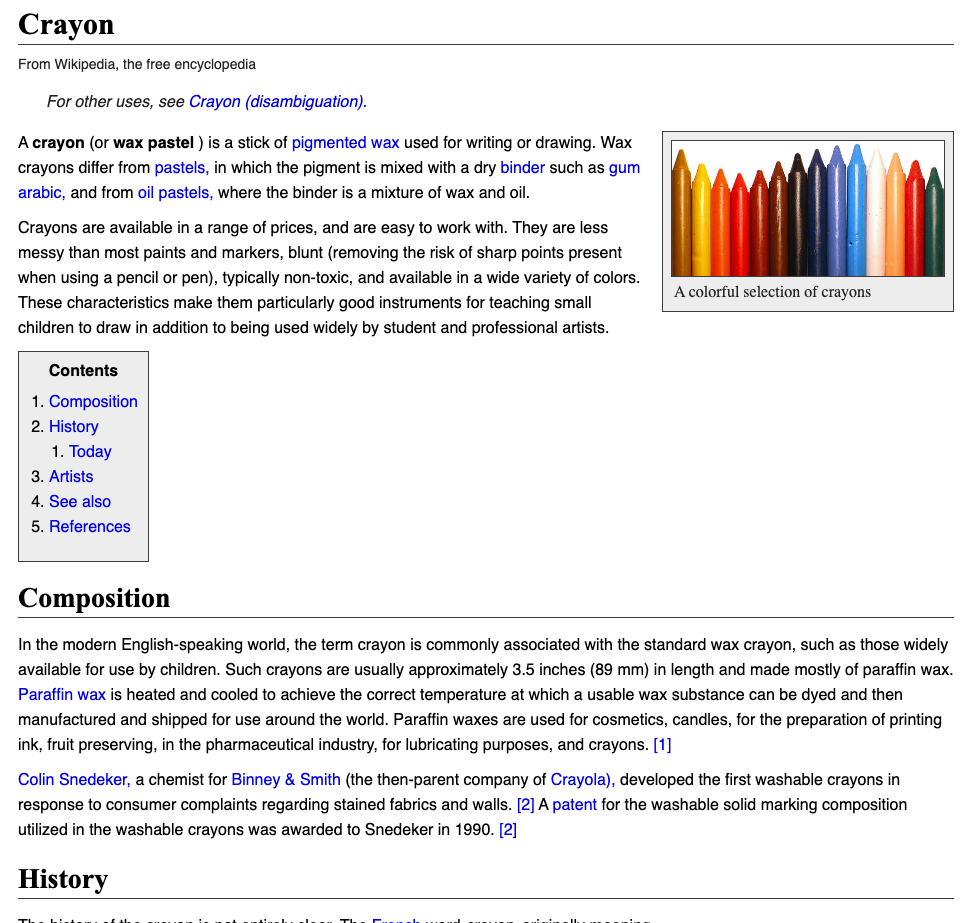 Crayon
From Wikipedia, the free encyclopedia
For other uses, see Crayon (disambiguation).
A crayon (or wax pastel ) is a stick of pigmented wax used for writing or drawing. Wax
crayons differ from pastels, in which the pigment is mixed with a dry binder such as gum
arabic, and from oil pastels, where the binder is a mixture of wax and oil.
Crayons are available in a range of prices, and are easy to work with. They are less
messy than most paints and markers, blunt (removing the risk of sharp points present
when using a pencil or pen), typically non-toxic, and available in a wide variety of colors.
These characteristics make them particularly good instruments for teaching small
children to draw in addition to being used widely by student and professional artists.
A colorful selection of crayons
Contents
1. Composition
2. History
1. Today
3. Artists
4. See also
5. References
Composition
In the modern English-speaking world, the term crayon is commonly associated with the standard wax crayon, such as those widely
available for use by children. Such crayons are usually approximately 3.5 inches (89 mm) in length and made mostly of paraffin wax.
Paraffin wax is heated and cooled to achieve the correct temperature at which a usable wax substance can be dyed and then
manufactured and shipped for use around the world. Paraffin waxes are used for cosmetics, candles, for the preparation of printing
ink, fruit preserving, in the pharmaceutical industry, for lubricating purposes, and crayons. [1]
Colin Snedeker, a chemist for Binney & Smith (the then-parent company of Crayola), developed the first washable crayons in
response to consumer complaints regarding stained fabrics and walls. [2] A patent for the washable solid marking composition
utilized in the washable crayons was awarded to Snedeker in 1990. [2]
History
The history of the crayon is not entirely clear. The French word crayon, originally meaning